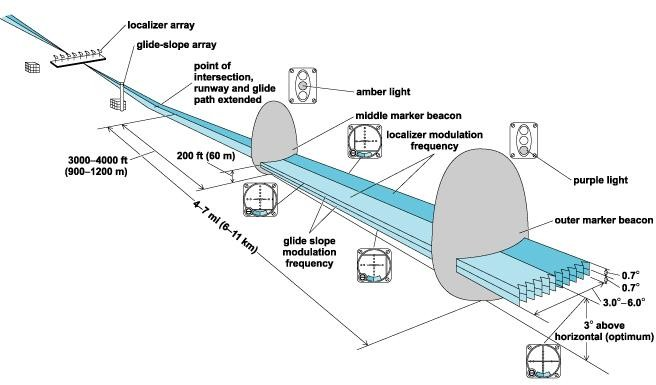 localizer array
glide-slope array
point of
intersection,
runway and glide
path extended
amber light
middle marker beacon
localizer modulation
frequency
3000–4000 ft
(900–1200 m)
200 ft (60 m)
purple light
4–7 mi (6–11 km)
glide slope
modulation
frequency
outer marker beacon
0.7°
0.7°
3.0°–6.0°
3° above
horizontal (optimum)